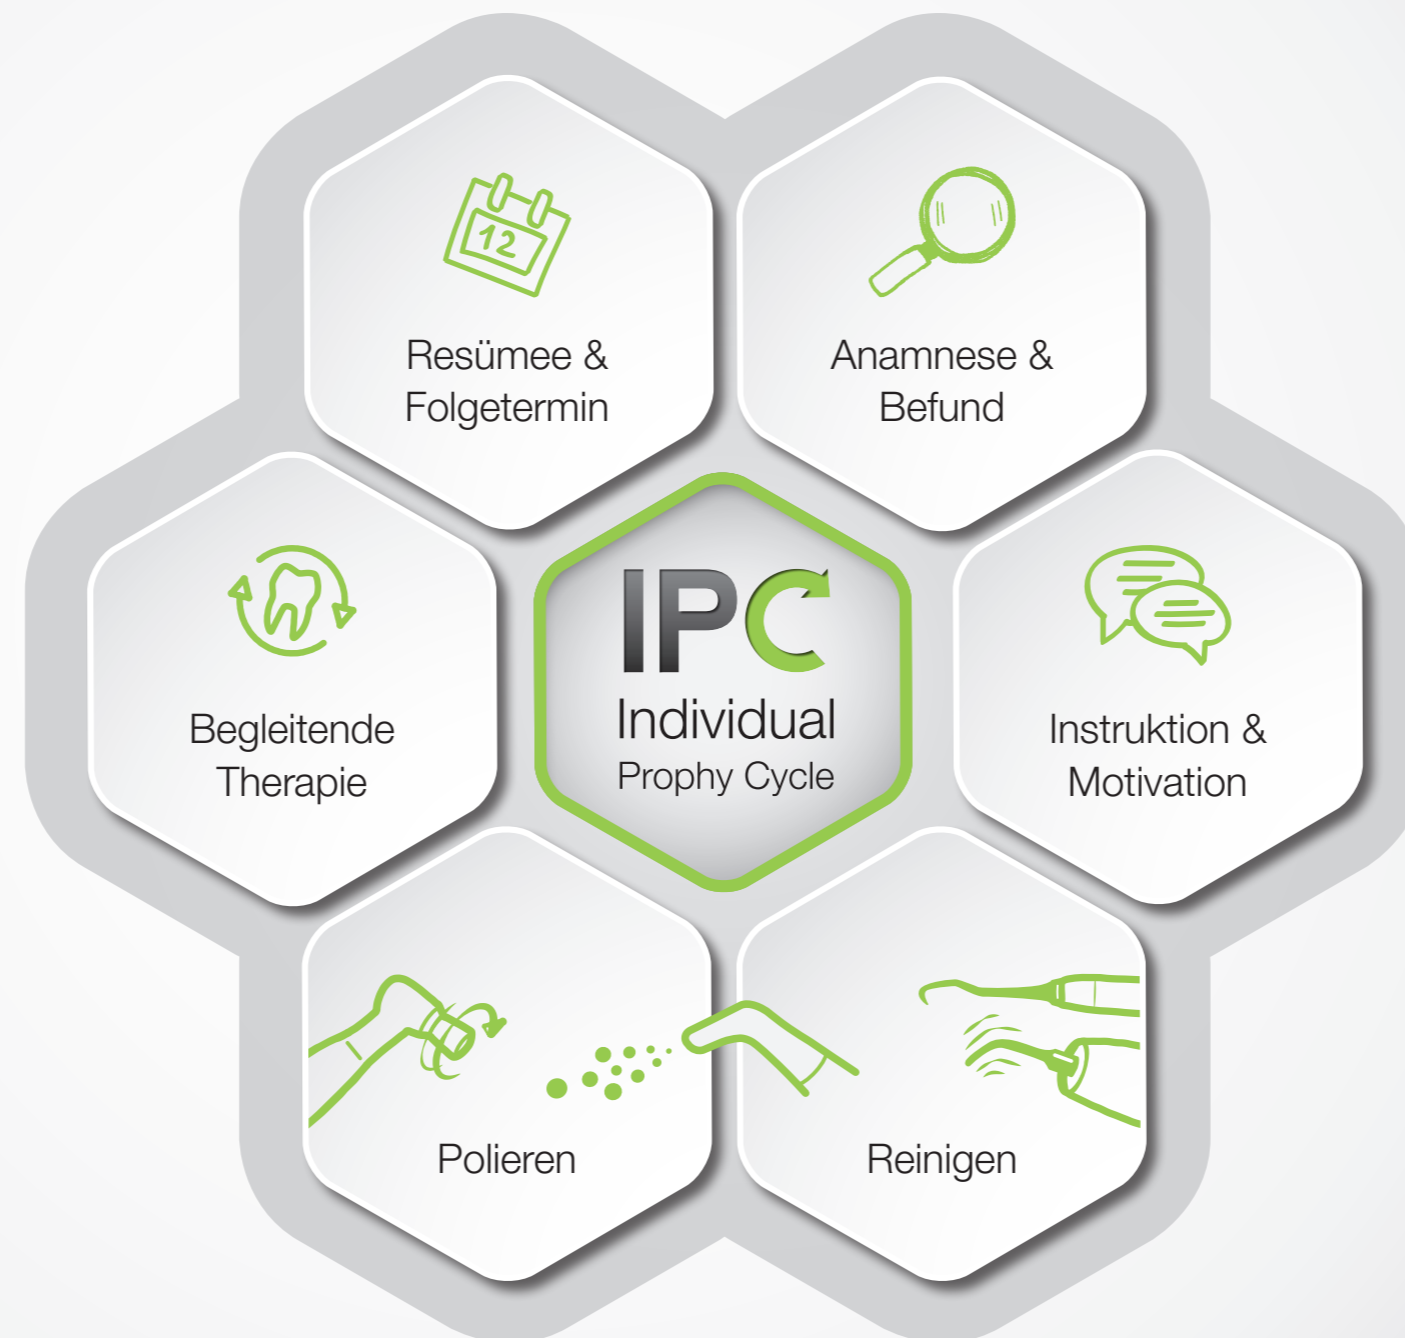 12
Resümee &
Folgetermin
Anamnese &
Befund
Begleitende
Therapie
IPC
Individual
Prophy Cycle
Instruktion &
Motivation
Polieren
Reinigen